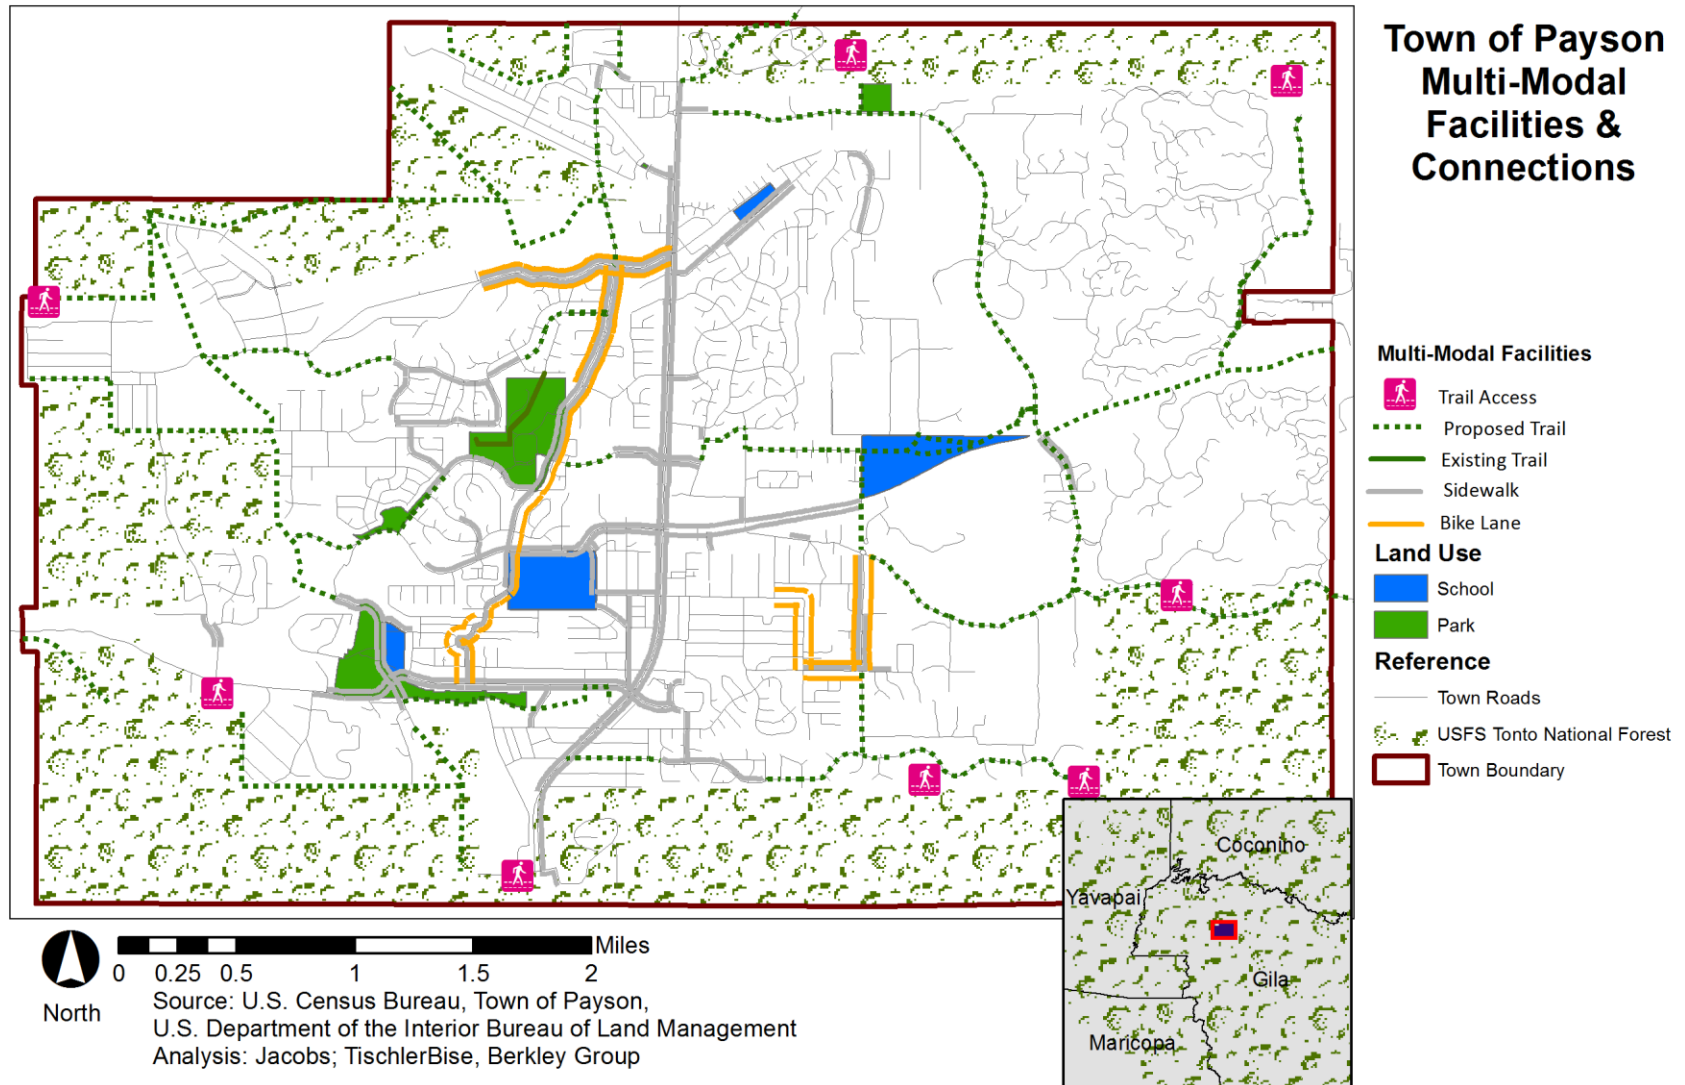 Town of Payson
Multi-Modal
Facilities &
Connections
Multi-Modal Facilities
Trail Access
Proposed Trail
Existing Trail
Sidewalk
Bike Lane
Land Use
School
Park
Reference
Town Roads
USFS Tonto National Forest
Town Boundary
Coconino
Yavapai
Gila
Maricopa
Miles
0 0.25 0.5 1 1.5 2
North
Source: U.S. Census Bureau, Town of Payson,
U.S. Department of the Interior Bureau of Land Management
Analysis: Jacobs; TischlerBise, Berkley Group